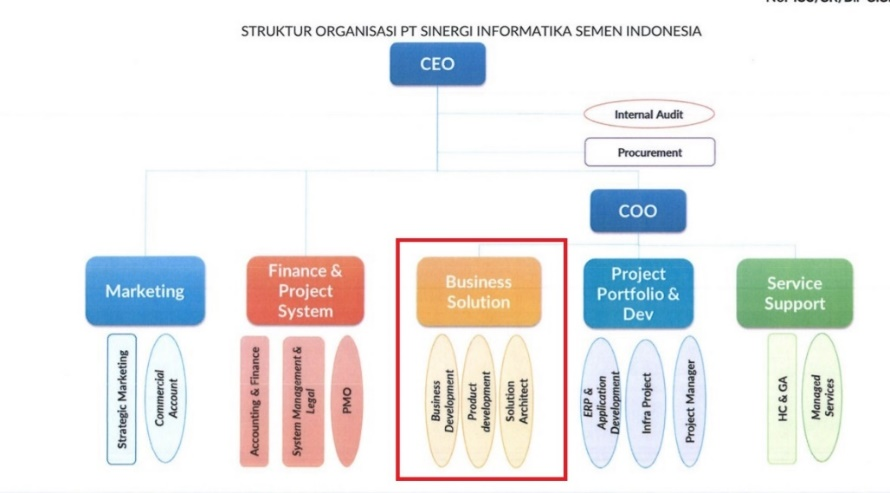 STRUKTUR ORGANISASI PT SINERGI INFORMATIKA SEMEN INDONESIA
CEO
Internal Audit
Procurement
COO
Marketing
Finance &
Project
System
Business
Solution
Project
Portfolio &
Dev
Service
Support
Strategic Marketing
Commercial
Account
Accounting & Finance
System Management &
Legal
PMO
Business
Development
Product
development
Solution
Architect
ERP &
Application
Development
Infra Project
Project Manager
HC & GA
Managed
Services